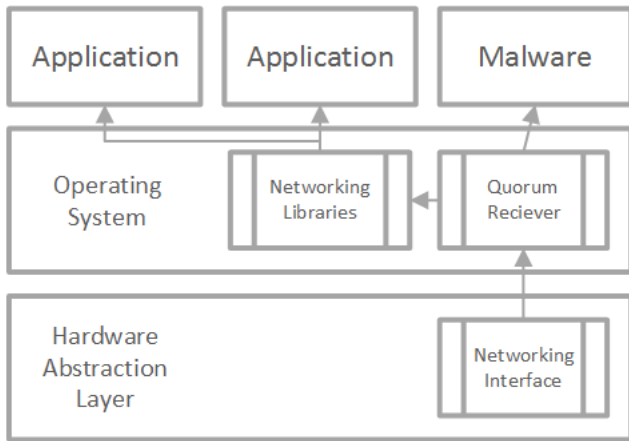 Application
Application
Malware
Operating
System
Networking
Libraries
Quorum
Reciever
Hardware
Abstraction
Layer
Networking
Interface